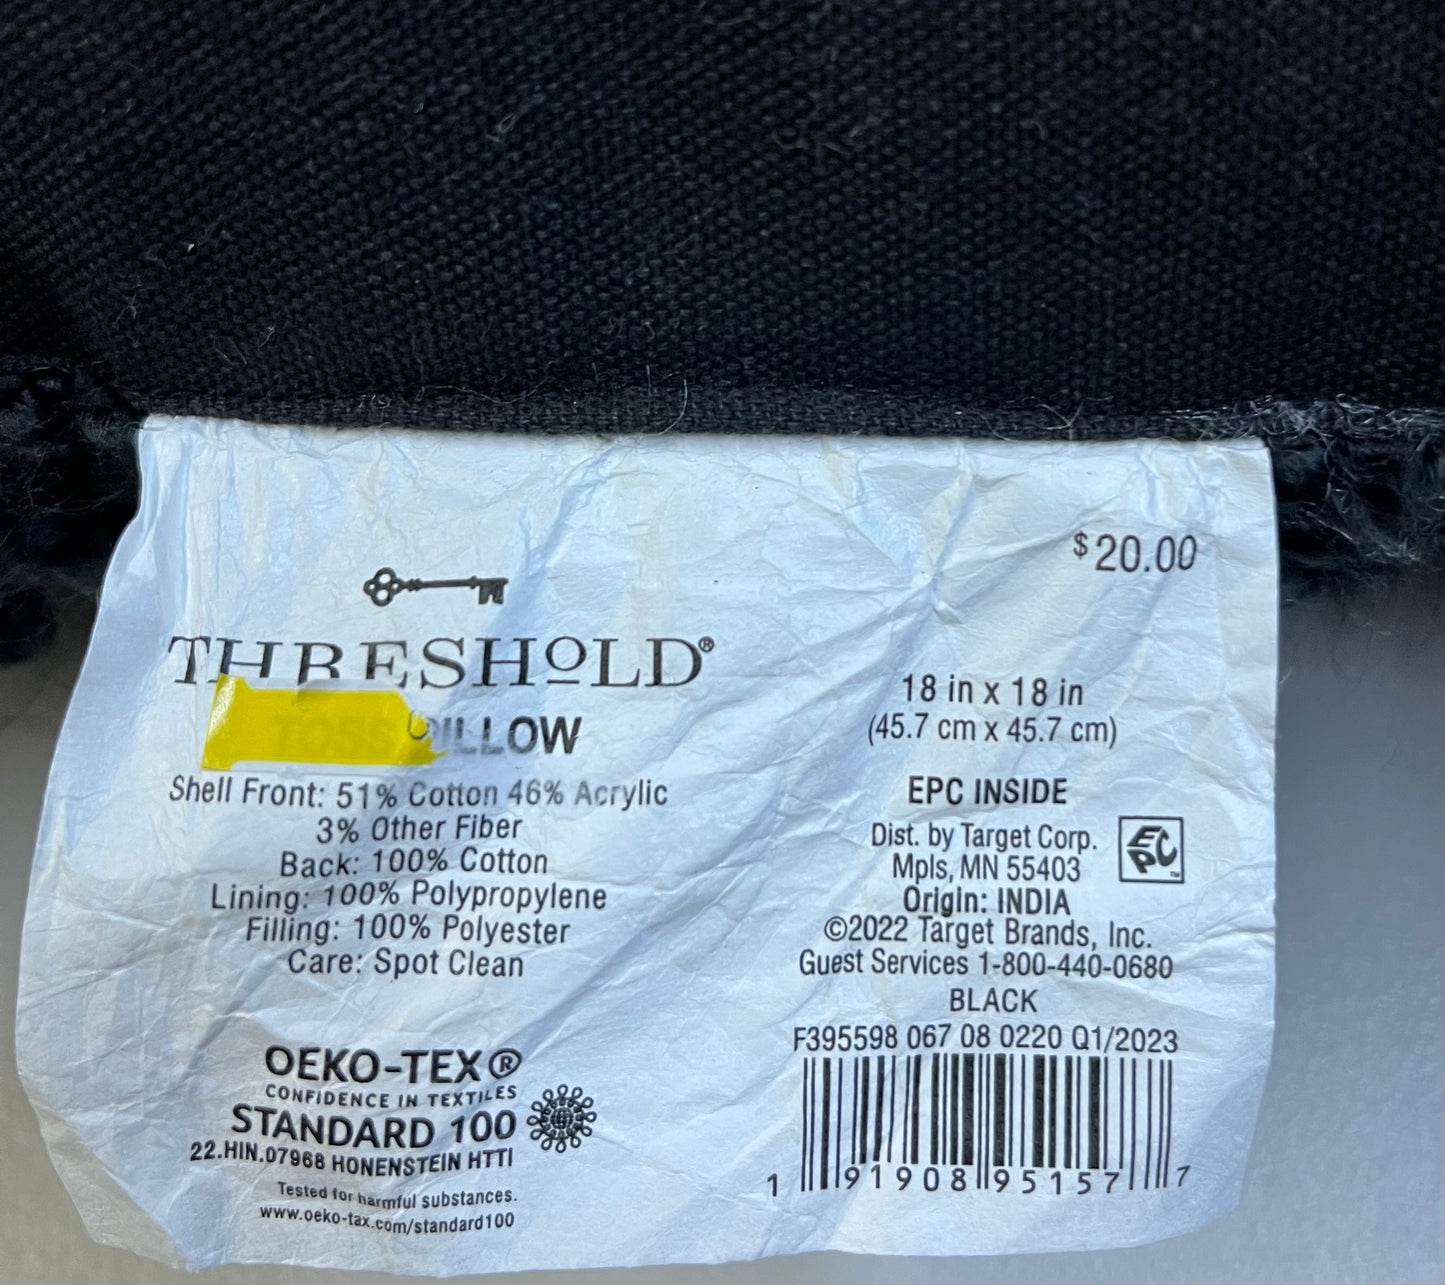 $20.00
THRESHOLD®
TOSS PILLOW
Shell Front: 51% Cotton 46% Acrylic
3% Other Fiber
Back: 100% Cotton
Lining: 100% Polypropylene
Filling: 100% Polyester
Care: Spot Clean
OEKO-TEX®
CONFIDENCE IN TEXTILES
STANDARD 100
22.HIN.07968 HONENSTEIN HTTI
Tested for harmful substances.
www.oeko-tax.com/standard100
18 in x 18 in
(45.7 cm x 45.7 cm)
EPC INSIDE
Dist. by Target Corp.
Mpls, MN 55403
EPC™
Origin: INDIA
©2022 Target Brands, Inc.
Guest Services 1-800-440-0680
BLACK
F395598 067 08 0220 Q1/2023
1 91908 95157 7